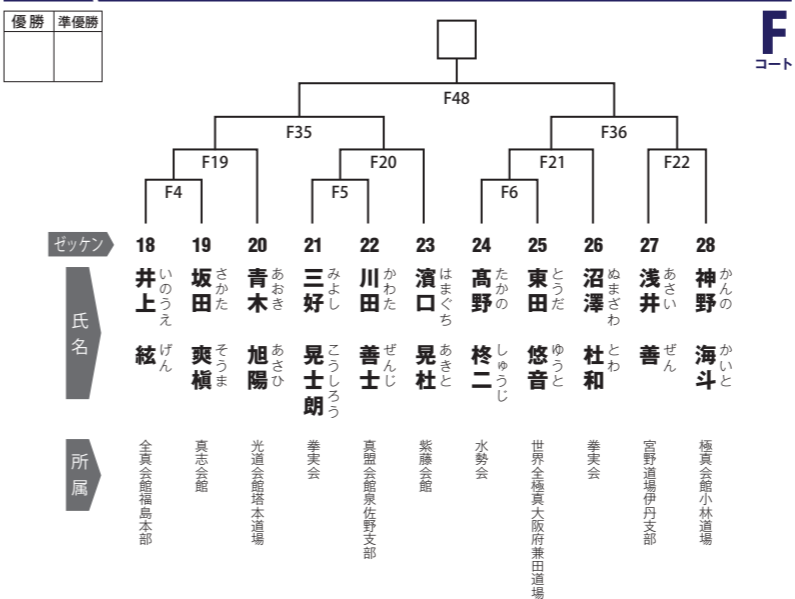 優勝
準優勝
F
コート
F48
F35
F36
F19
F20
F21
F22
F4
F5
F6
ゼッケン
18
19
20
21
22
23
24
25
26
27
28
氏名
井上 絃
いのうえ げん
坂田 爽槇
さかた そうま
青木 旭陽
あおき あさひ
三好 晃士朗
みよし こうしろう
川田 善士
かわた ぜんじ
濱口 晃杜
はまぐち あきと
髙野 柊二
たかの しゅうじ
東田 悠音
とうだ ゆうと
沼澤 杜和
ぬまざわ とわ
浅井 善
あさい ぜん
神野 海斗
かんの かいと
所属
全真会館福島本部
真志会館
光道会館塔本道場
拳実会
真盟会館泉佐野支部
紫藤会館
水勢会
世界全極真大阪府兼田道場
拳実会
宮野道場伊丹支部
極真会館小林道場